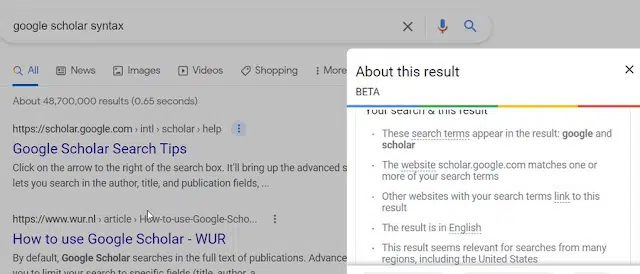 google scholar syntax
All News Images Videos Shopping More
About 48,700,000 results (0.65 seconds)
https://scholar.google.com › intl › scholar › help
Google Scholar Search Tips
Click on the arrow to the right of the search box. It'll bring up the advanced s
lets you search in the author, title, and publication fields, ...
https://www.wur.nl › article › How-to-use-Google-Scho...
How to use Google Scholar - WUR
By default, Google Scholar searches in the full text of publications. Advanced
you to limit your search to specific fields (title, author, a
About this result
BETA
Your search & this result
These search terms appear in the result: google and
scholar
The website scholar.google.com matches one or
more of your search terms
Other websites with your search terms link to this
result
The result is in English
This result seems relevant for searches from many
regions, including the United States